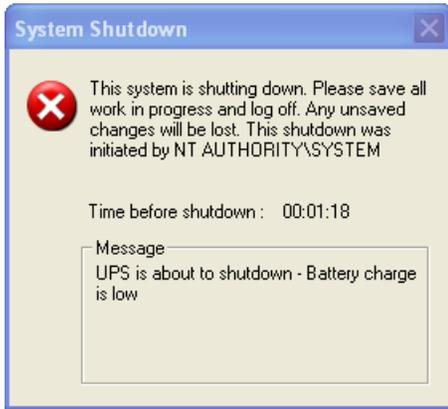 System Shutdown
This system is shutting down. Please save all
work in progress and log off. Any unsaved
changes will be lost. This shutdown was
initiated by NT AUTHORITY\SYSTEM
Time before shutdown : 00:01:18
Message
UPS is about to shutdown - Battery charge
is low